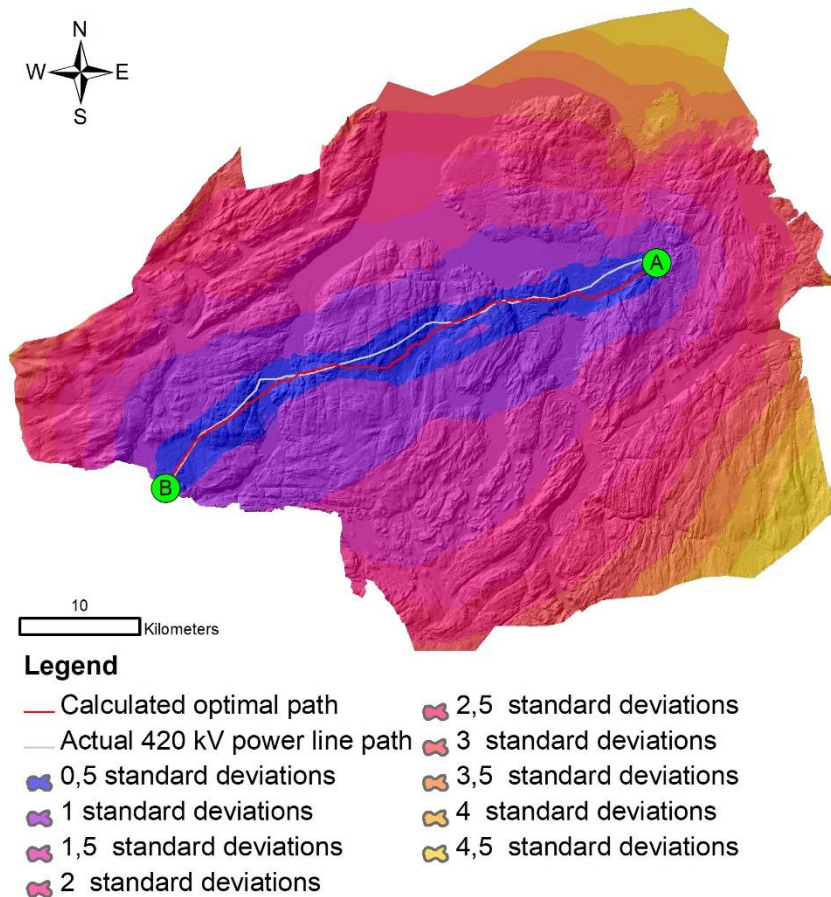 N
W E
S
A
B
10
Kilometers
Legend
Calculated optimal path
Actual 420 kV power line path
0,5 standard deviations
1 standard deviations
1,5 standard deviations
2 standard deviations
2,5 standard deviations
3 standard deviations
3,5 standard deviations
4 standard deviations
4,5 standard deviations